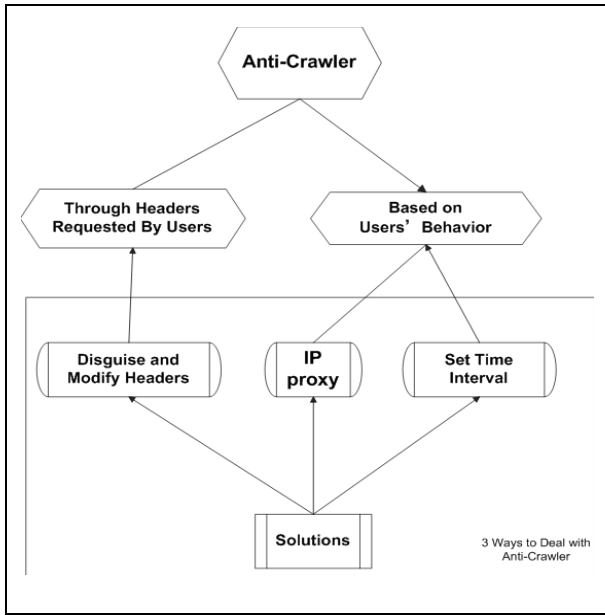 Anti-Crawler
Through Headers
Requested By Users
Based on
Users’ Behavior
Disguise and
Modify Headers
IP
proxy
Set Time
Interval
Solutions
3 Ways to Deal with
Anti-Crawler